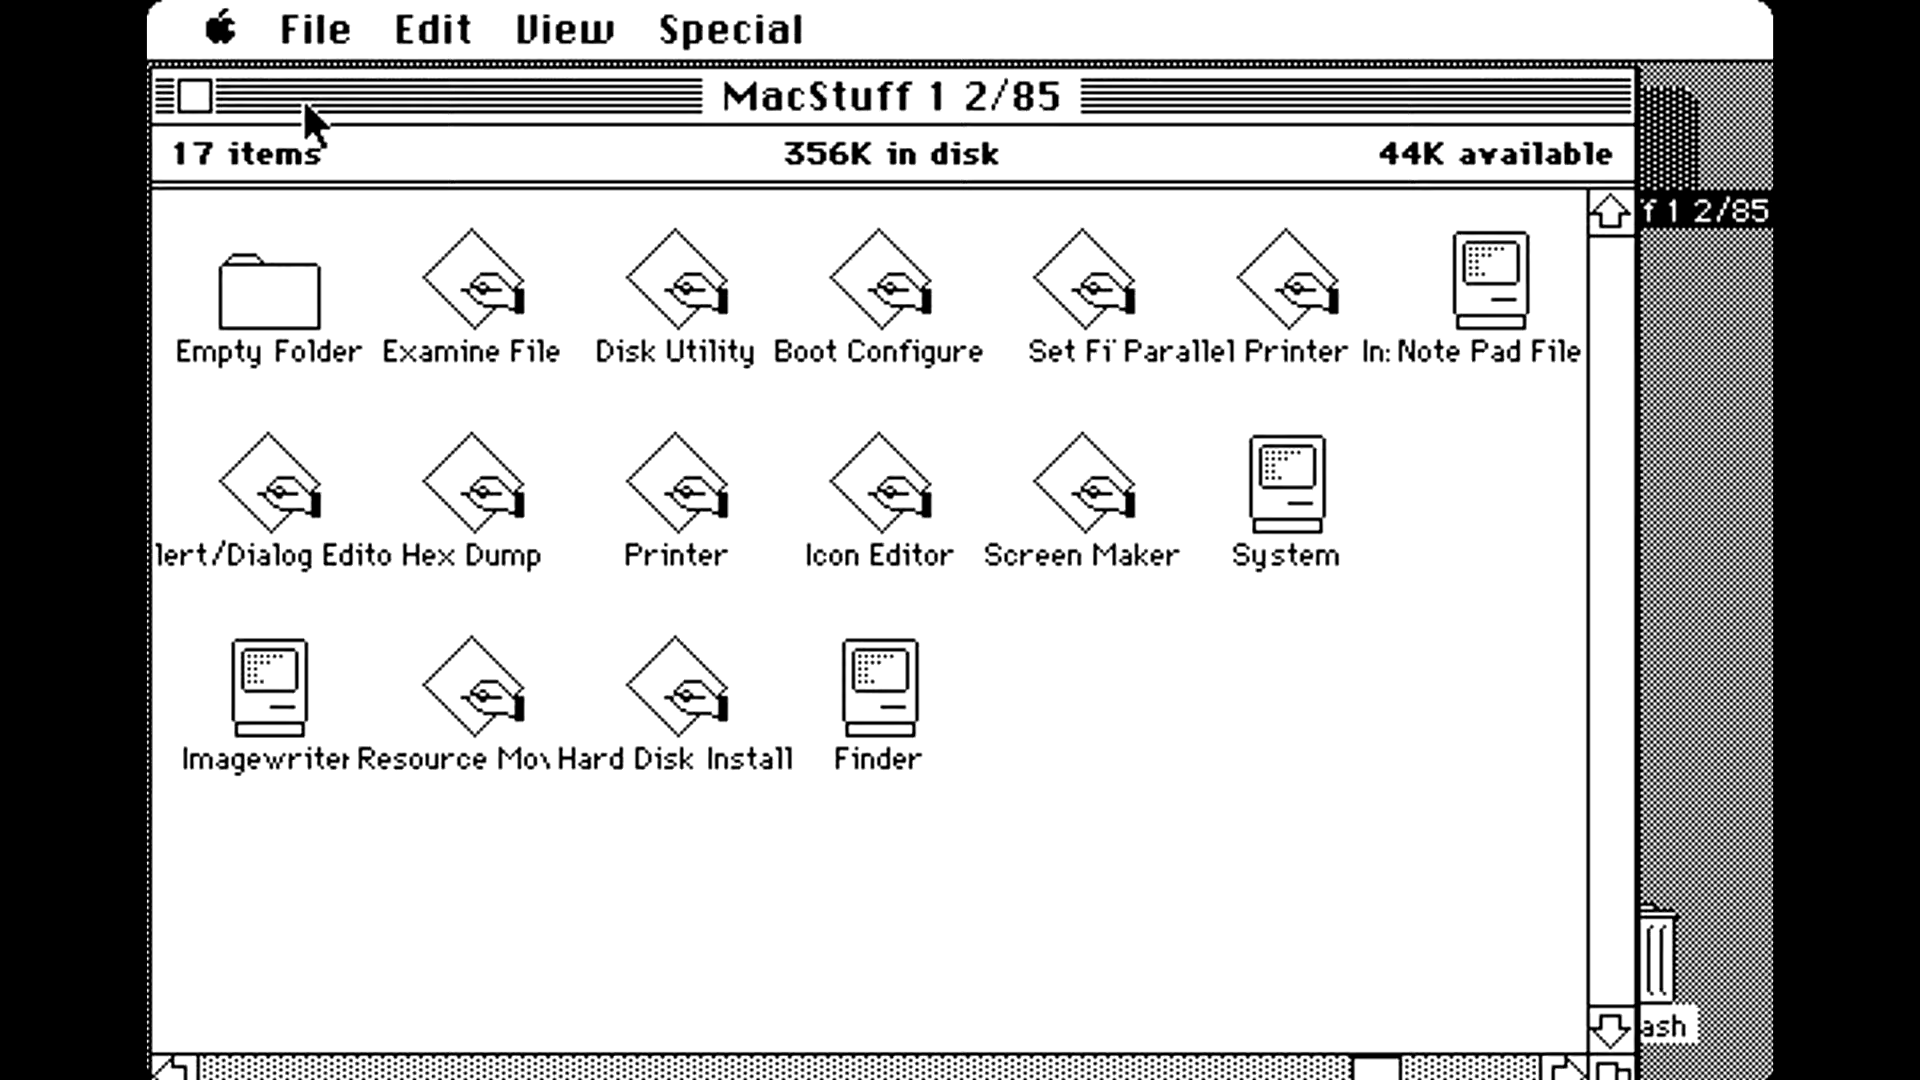 File Edit View Special
MacStuff 1 2/85
17 items 356K in disk 44K available
f 1 2/85
Empty Folder Examine File Disk Utility Boot Configure Set Fi Parallel Printer In: Note Pad File
lert/Dialog Edito Hex Dump Printer Icon Editor Screen Maker System
Imagewriter Resource Mov Hard Disk Install Finder
ash